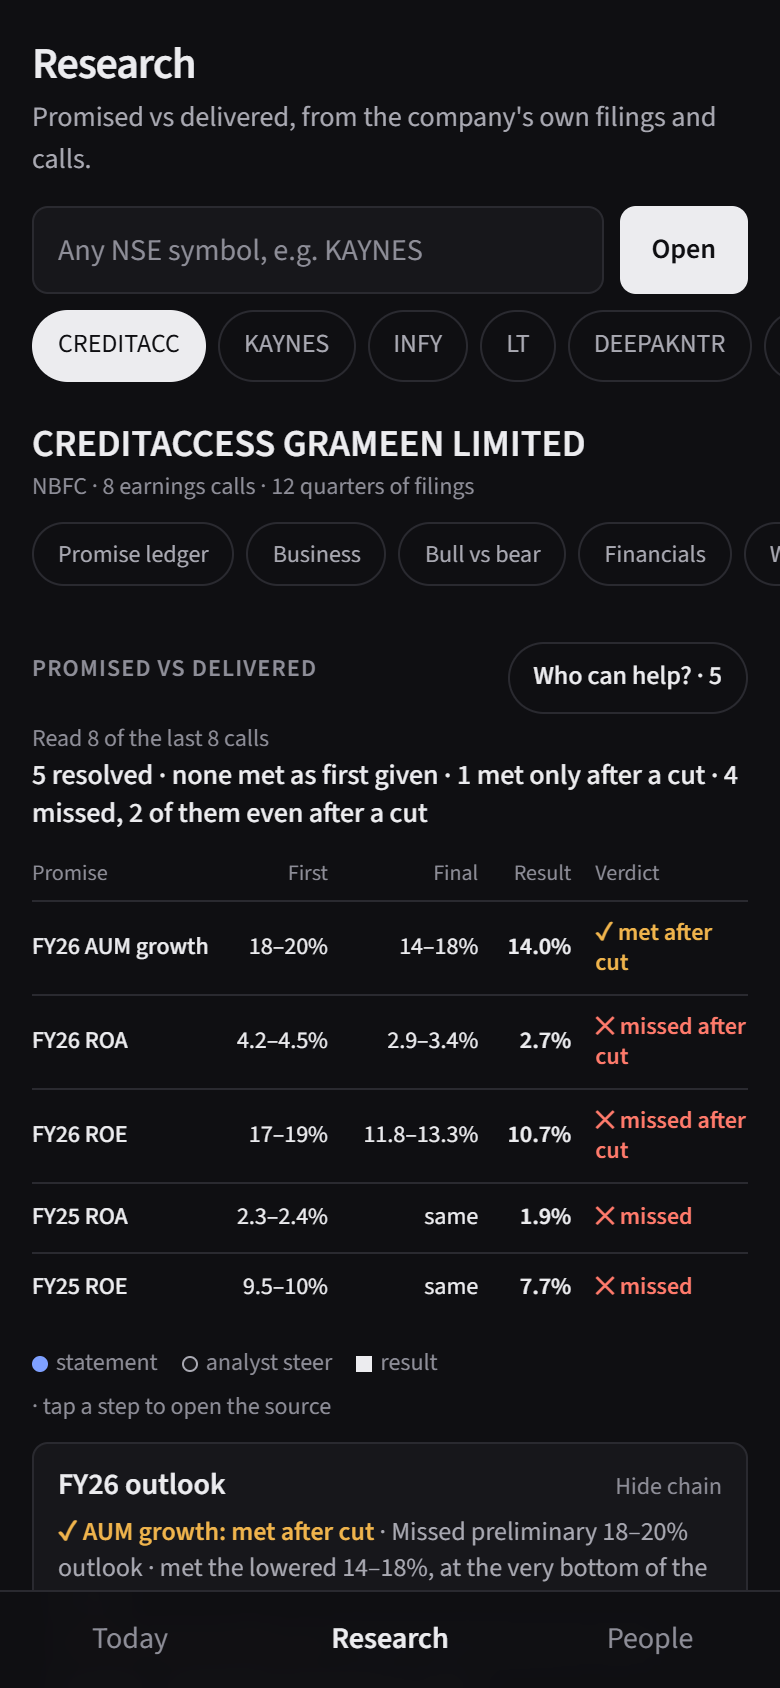 Research
Promised vs delivered, from the company's own filings and
calls.
Any NSE symbol, e.g. KAYNES
Open
CREDITACC KAYNES INFY LT DEEPAKNTR
CREDITACCESS GRAMEEN LIMITED
NBFC · 8 earnings calls · 12 quarters of filings
Promise ledger Business Bull vs bear Financials
PROMISED VS DELIVERED
Who can help? · 5
Read 8 of the last 8 calls
5 resolved · none met as first given · 1 met only after a cut · 4
missed, 2 of them even after a cut
Promise First Final Result Verdict
FY26 AUM growth 18–20% 14–18% 14.0% ✓ met after
cut
FY26 ROA 4.2–4.5% 2.9–3.4% 2.7% ✕ missed after
cut
FY26 ROE 17–19% 11.8–13.3% 10.7% ✕ missed after
cut
FY25 ROA 2.3–2.4% same 1.9% ✕ missed
FY25 ROE 9.5–10% same 7.7% ✕ missed
statement analyst steer result
· tap a step to open the source
FY26 outlook Hide chain
✓ AUM growth: met after cut · Missed preliminary 18–20%
outlook · met the lowered 14–18%, at the very bottom of the
Today Research People